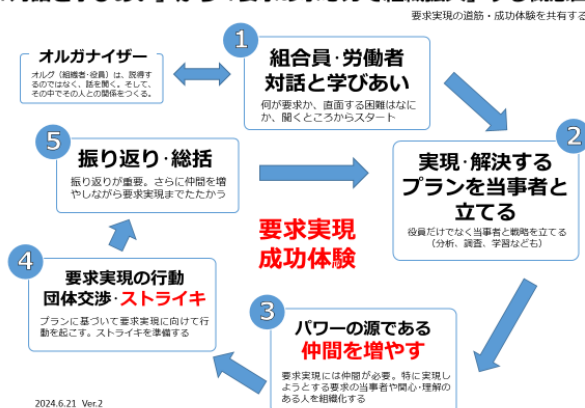 要求実現の道筋・成功体験を共有する
オルガナイザー
オルグ(組織者・役員)は、説得す
るのではなく、話を聞く。そして、
その中でその人との関係をつくる。
1
組合員・労働者
対話と学びあい
何が要求か、直面する困難はなに
か、聞くところからスタート
2
実現・解決する
プランを当事者と
立てる
役員だけでなく当事者と戦略を立てる
(分析、調査、学習なども)
5
振り返り・総括
振り返りが重要。さらに仲間を増
やしながら要求実現までたたかう
要求実現
成功体験
4
要求実現の行動
団体交渉・ストライキ
プランに基づいて要求実現に向けて行
動を起こす。ストライキを準備する
3
パワーの源である
仲間を増やす
要求実現には仲間が必要。特に実現し
ようとする要求の当事者や関心・理解の
ある人を組織化する
2024.6.21 Ver.2